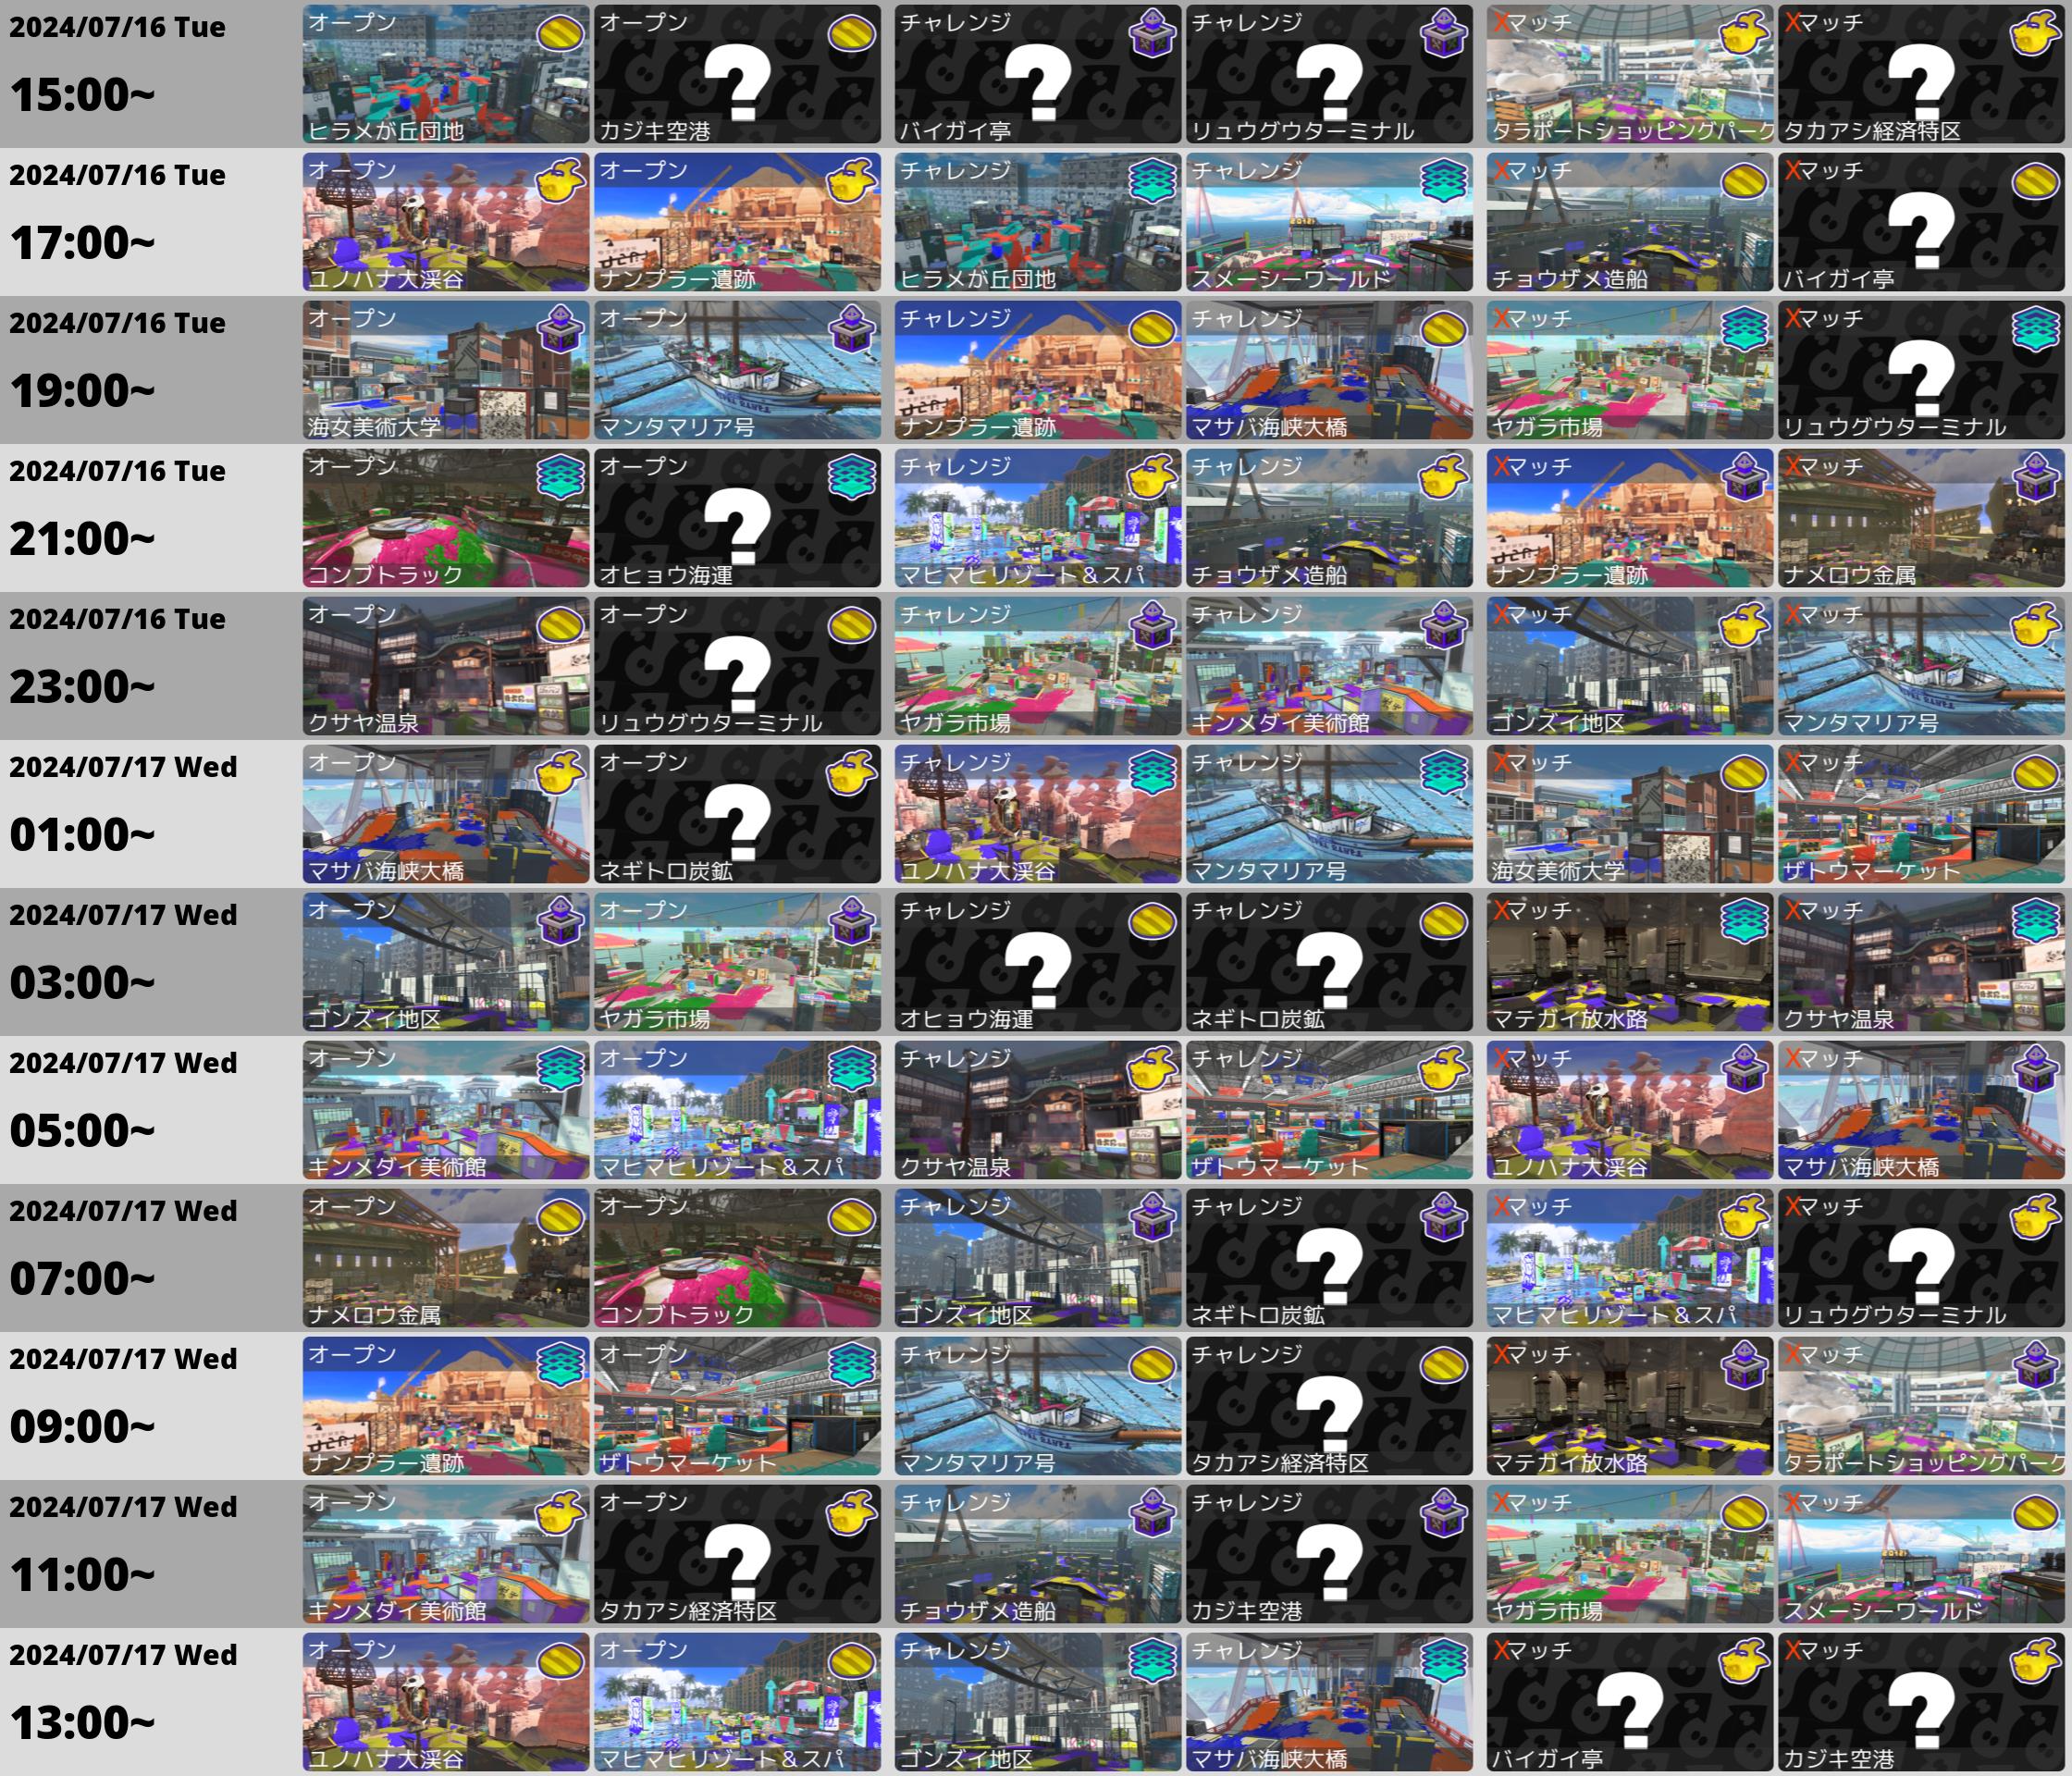 2024/07/16 Tue
15:00~
オープン
ヒラメが丘団地
オープン
カジキ空港
チャレンジ
バイガイ亭
チャレンジ
リュウグウターミナル
Xマッチ
タラポートショッピングパーク
Xマッチ
タカアシ経済特区
2024/07/16 Tue
17:00~
オープン
ユノハナ大渓谷
オープン
ナンプラー遺跡
チャレンジ
ヒラメが丘団地
チャレンジ
スメーシーワールド
Xマッチ
チョウザメ造船
Xマッチ
バイガイ亭
2024/07/16 Tue
19:00~
オープン
海女美術大学
オープン
マンタマリア号
チャレンジ
ナンプラー遺跡
チャレンジ
マサバ海峡大橋
Xマッチ
ヤガラ市場
Xマッチ
リュウグウターミナル
2024/07/16 Tue
21:00~
オープン
コンブトラック
オープン
オヒョウ海運
チャレンジ
マヒマヒリゾート&スパ
チャレンジ
チョウザメ造船
Xマッチ
ナンプラー遺跡
Xマッチ
ナメロウ金属
2024/07/16 Tue
23:00~
オープン
クサヤ温泉
オープン
リュウグウターミナル
チャレンジ
ヤガラ市場
チャレンジ
キンメダイ美術館
Xマッチ
ゴンズイ地区
Xマッチ
マンタマリア号
2024/07/17 Wed
01:00~
オープン
マサバ海峡大橋
オープン
ネギトロ炭鉱
チャレンジ
ユノハナ大渓谷
チャレンジ
マンタマリア号
Xマッチ
海女美術大学
Xマッチ
ザトウマーケット
2024/07/17 Wed
03:00~
オープン
ゴンズイ地区
オープン
ヤガラ市場
チャレンジ
オヒョウ海運
チャレンジ
ネギトロ炭鉱
Xマッチ
マテガイ放水路
Xマッチ
クサヤ温泉
2024/07/17 Wed
05:00~
オープン
キンメダイ美術館
オープン
マヒマヒリゾート&スパ
チャレンジ
クサヤ温泉
チャレンジ
ザトウマーケット
Xマッチ
ユノハナ大渓谷
Xマッチ
マサバ海峡大橋
2024/07/17 Wed
07:00~
オープン
ナメロウ金属
オープン
コンブトラック
チャレンジ
ゴンズイ地区
チャレンジ
ネギトロ炭鉱
Xマッチ
マヒマヒリゾート&スパ
Xマッチ
リュウグウターミナル
2024/07/17 Wed
09:00~
オープン
ナンプラー遺跡
オープン
ザトウマーケット
チャレンジ
マンタマリア号
チャレンジ
タカアシ経済特区
Xマッチ
マテガイ放水路
Xマッチ
タラポートショッピングパーク
2024/07/17 Wed
11:00~
オープン
キンメダイ美術館
オープン
タカアシ経済特区
チャレンジ
チョウザメ造船
チャレンジ
カジキ空港
Xマッチ
ヤガラ市場
Xマッチ
スメーシーワールド
2024/07/17 Wed
13:00~
オープン
ユノハナ大渓谷
オープン
マヒマヒリゾート&スパ
チャレンジ
ゴンズイ地区
チャレンジ
マサバ海峡大橋
Xマッチ
バイガイ亭
Xマッチ
カジキ空港